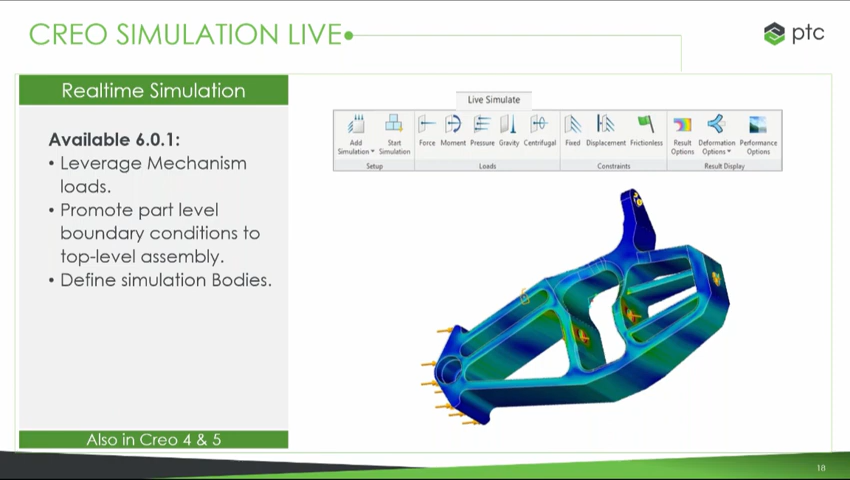 CREO SIMULATION LIVE
ptc
Realtime Simulation
Available 6.0.1:
• Leverage Mechanism
loads.
• Promote part level
boundary conditions to
top-level assembly.
• Define simulation Bodies.
Also in Creo 4 & 5
Live Simulate
Add Simulation
Start Simulation
Force
Moment
Pressure
Gravity
Centrifugal
Fixed
Displacement
Frictionless
Result Options
Deformation Options
Performance Options
Setup
Loads
Constraints
Result Display
18